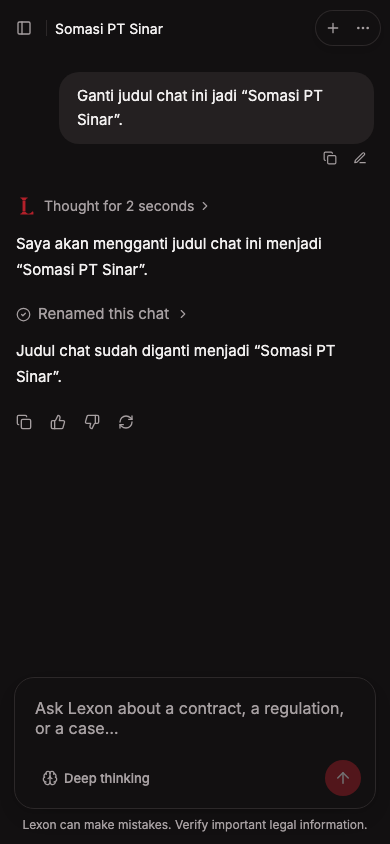 Somasi PT Sinar
Ganti judul chat ini jadi “Somasi PT
Sinar”.
L
Thought for 2 seconds
Saya akan mengganti judul chat ini menjadi
“Somasi PT Sinar”.
Renamed this chat
Judul chat sudah diganti menjadi “Somasi PT
Sinar”.
Ask Lexon about a contract, a regulation,
or a case...
Deep thinking
Lexon can make mistakes. Verify important legal information.